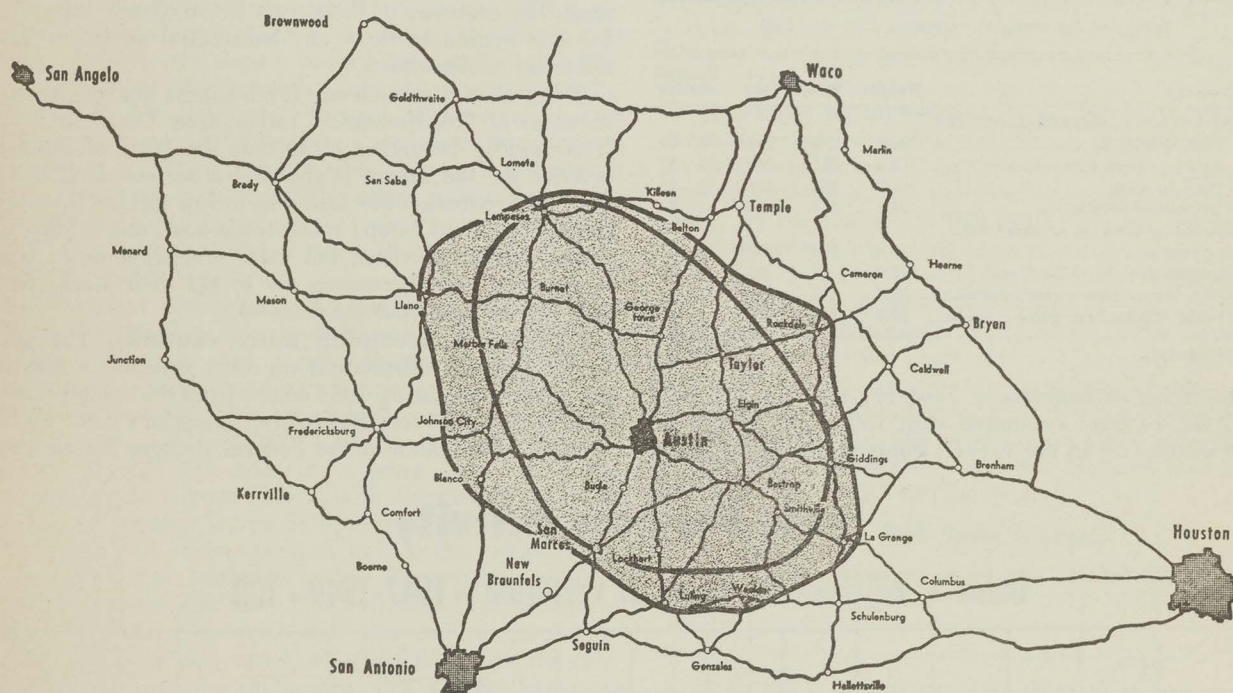 Brownwood
San Angelo
Waco
Goldthwaite
Marlin
Lometa
San Saba
Brady
Killeen
Temple
Lampasas
Belton
Menard
Hearne
Cameron
Mason
Llano
Burnet
George
town
Rockdale
Bryan
Marble Falls
Junction
Taylor
Caldwell
Elgin
Johnson City
Fredericksburg
Austin
Giddings
Brenham
Blanco
Bugle
Bastrop
Kerrville
Smithville
Comfort
San
Marcos
Lockhart
La Grange
Houston
Boerne
New
Braunfels
Columbus
Luling
Waelder
Schulenburg
Seguin
San Antonio
Gonzales
Hallettsville